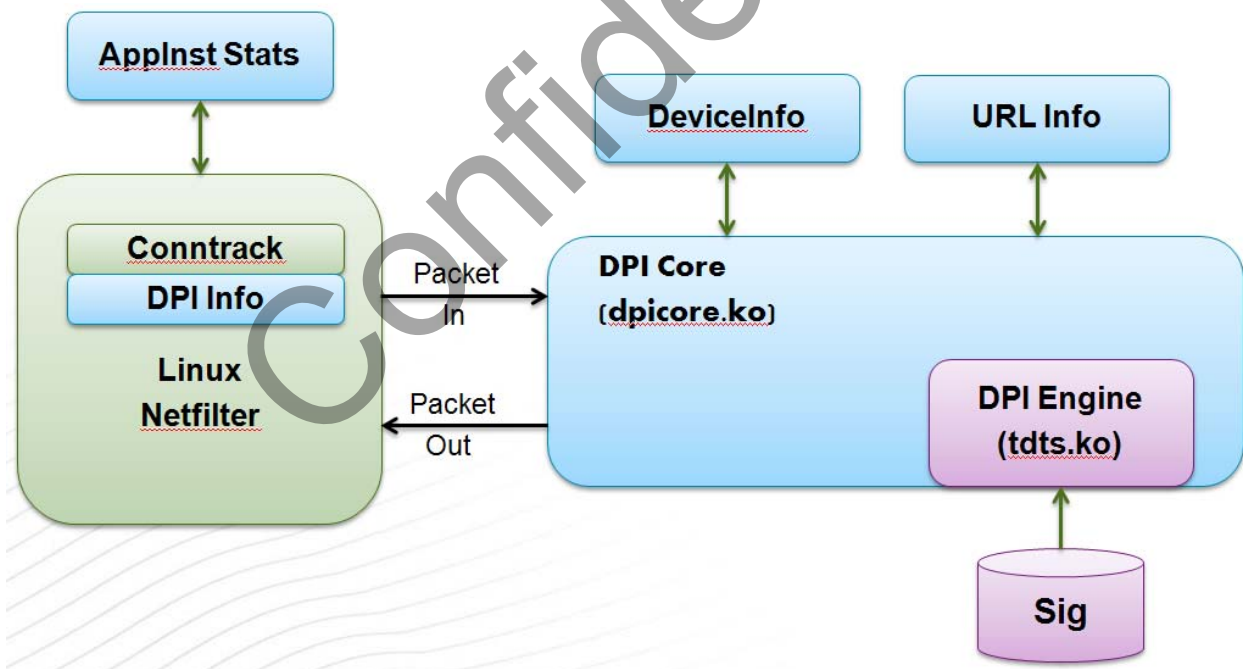 AppInst Stats
DeviceInfo
URL Info
Conntrack
DPI Info
Linux
Netfilter
Packet
In
Packet
Out
DPI Core
(dpicore.ko)
DPI Engine
(tdts.ko)
Sig
Confide